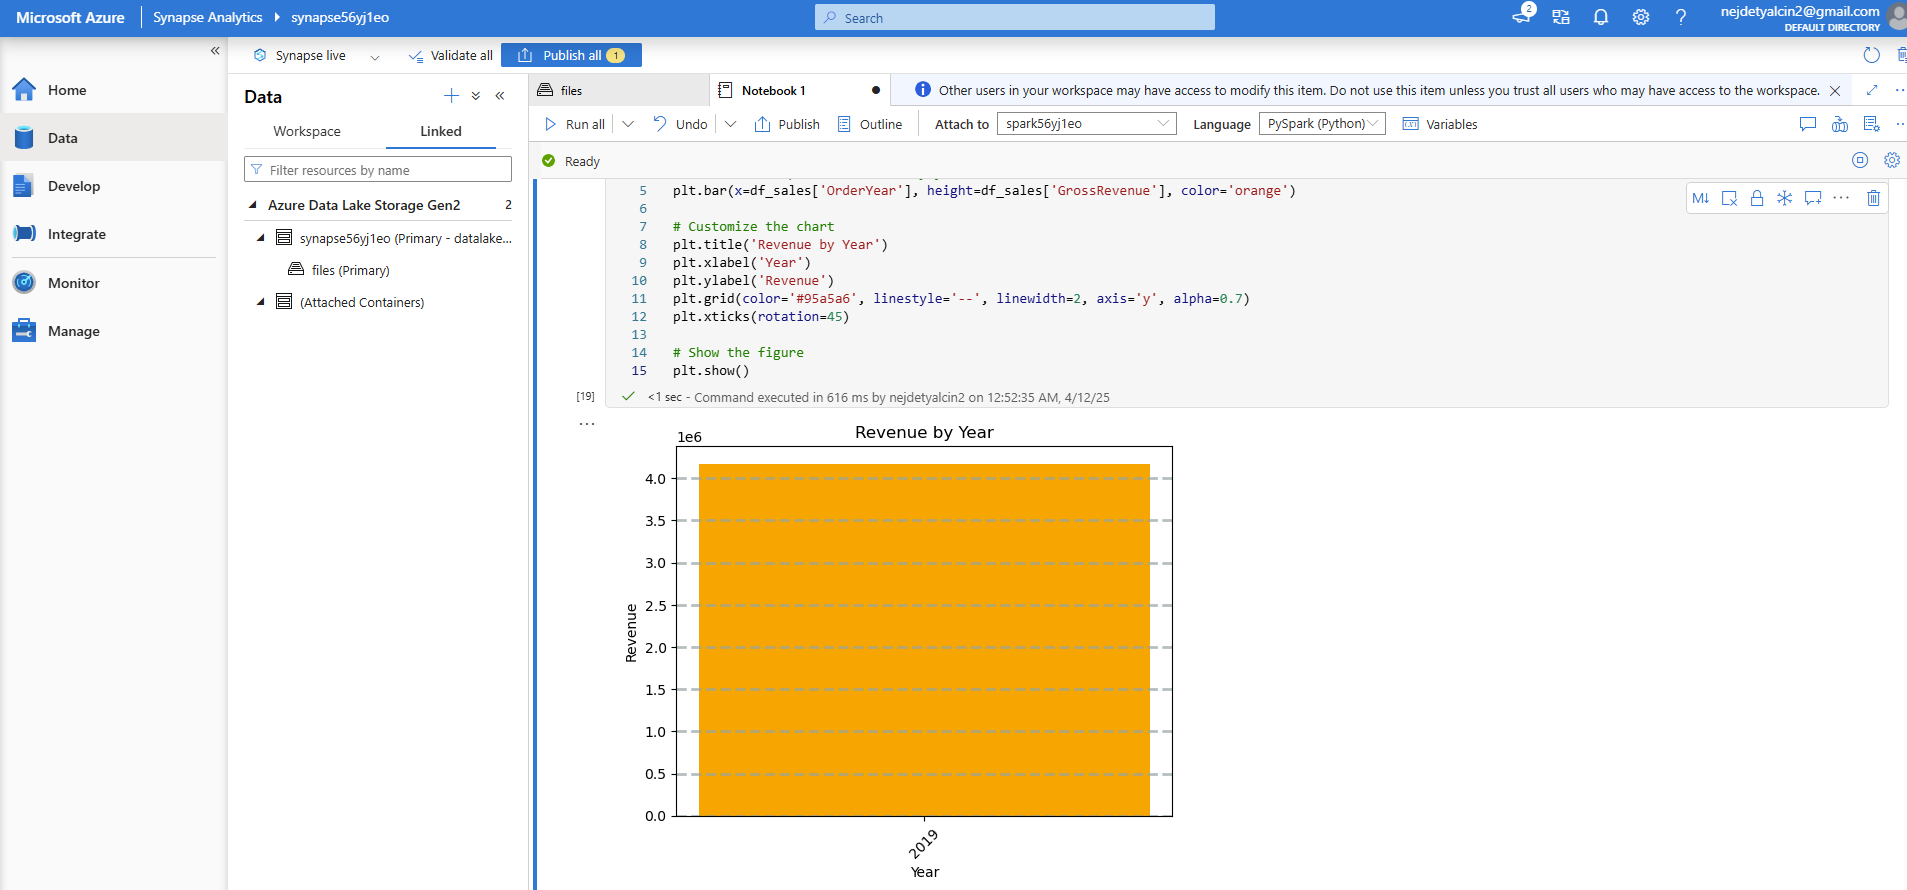 Microsoft Azure
Synapse Analytics
synapse56yj1eo
Search
2
nejdetyalcin2@gmail.com
DEFAULT DIRECTORY
Synapse live
Validate all
Publish all 1
Home
Data
Develop
Integrate
Monitor
Manage
Data
Workspace
Linked
Filter resources by name
Azure Data Lake Storage Gen2 2
synapse56yj1eo (Primary - datalake...
files (Primary)
(Attached Containers)
files
Notebook 1
Other users in your workspace may have access to modify this item. Do not use this item unless you trust all users who may have access to the workspace.
Run all
Undo
Publish
Outline
Attach to
spark56yj1eo
Language
PySpark (Python)
Variables
Ready
M↓
5 plt.bar(x=df_sales['OrderYear'], height=df_sales['GrossRevenue'], color='orange')
6
7 # Customize the chart
8 plt.title('Revenue by Year')
9 plt.xlabel('Year')
10 plt.ylabel('Revenue')
11 plt.grid(color='#95a5a6', linestyle='--', linewidth=2, axis='y', alpha=0.7)
12 plt.xticks(rotation=45)
13
14 # Show the figure
15 plt.show()
[19]
<1 sec - Command executed in 616 ms by nejdetyalcin2 on 12:52:35 AM, 4/12/25
Revenue by Year
1e6
4.0
3.5
3.0
2.5
2.0
1.5
1.0
0.5
0.0
Revenue
2019
Year